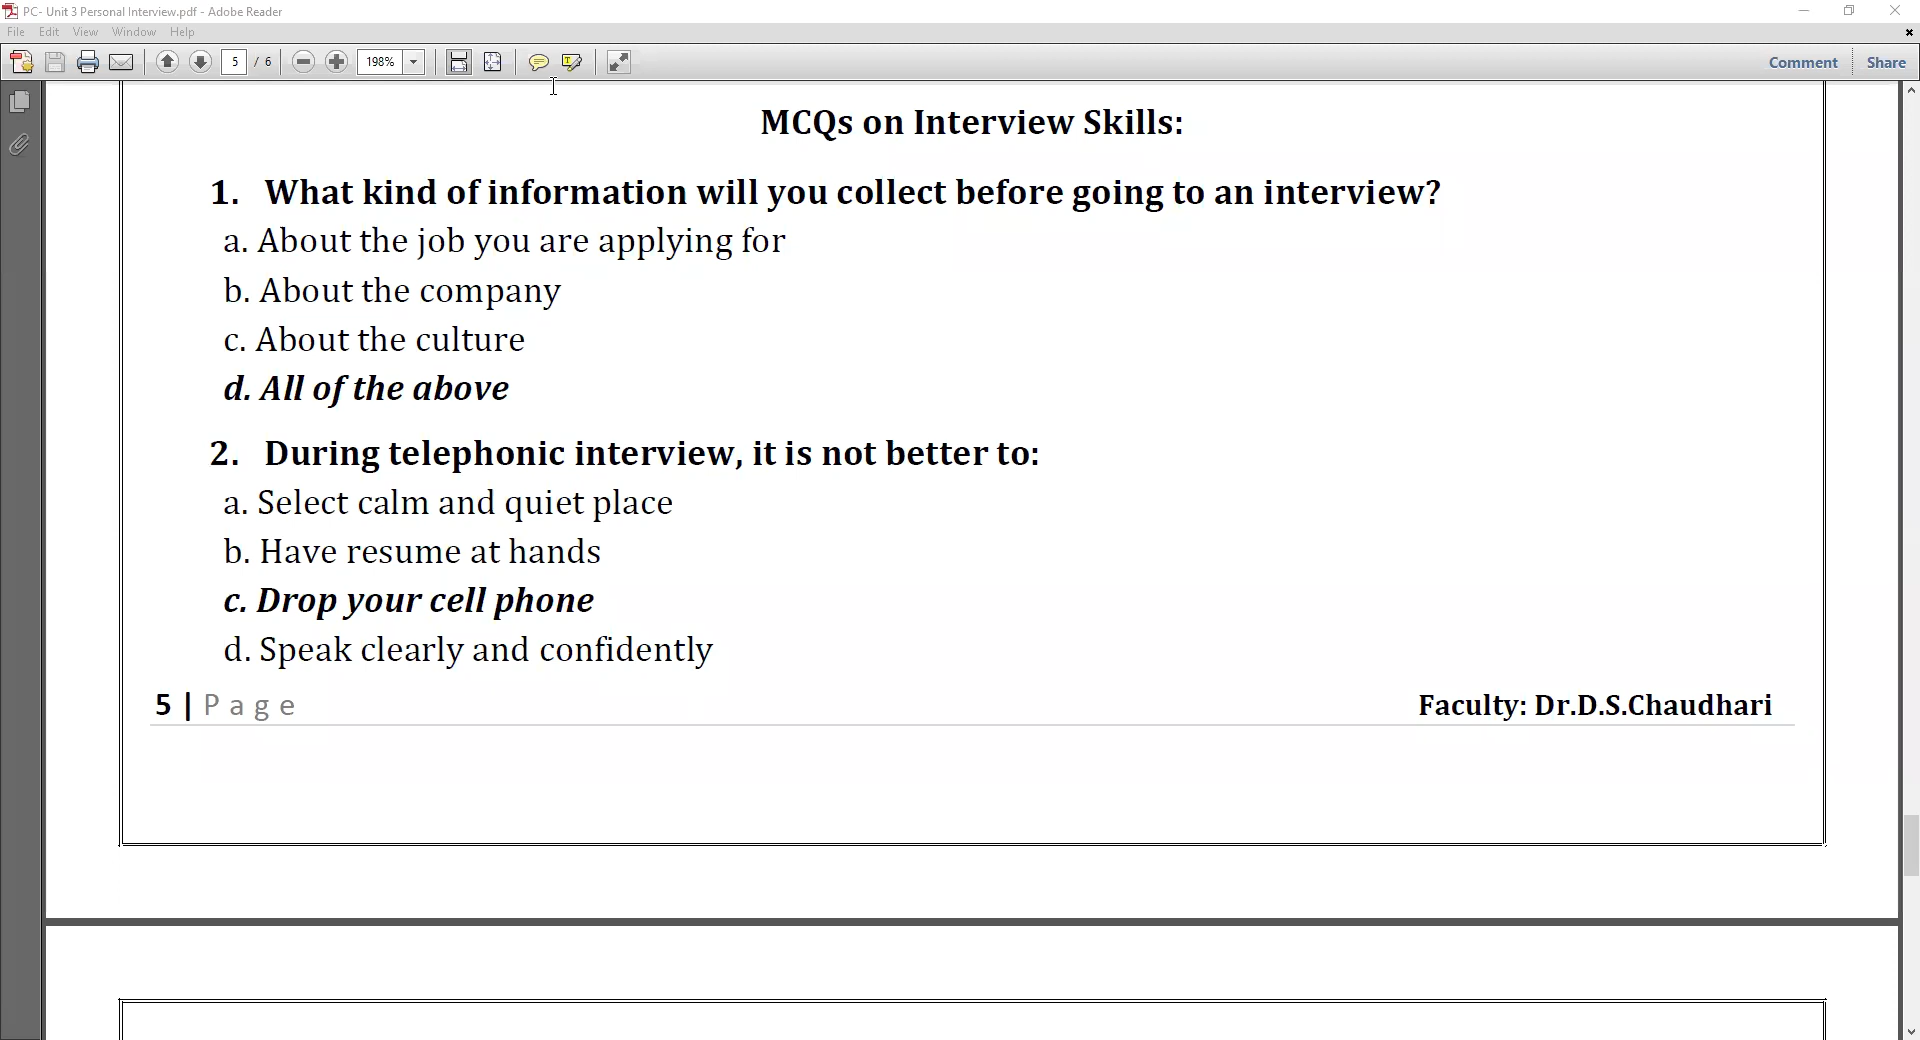 PC- Unit 3 Personal Interview.pdf - Adobe Reader
File Edit View Window Help
5 / 6 198% Comment Share
MCQs on Interview Skills:
1. What kind of information will you collect before going to an interview?
a. About the job you are applying for
b. About the company
c. About the culture
d. All of the above
2. During telephonic interview, it is not better to:
a. Select calm and quiet place
b. Have resume at hands
c. Drop your cell phone
d. Speak clearly and confidently
5 | Page Faculty: Dr.D.S.Chaudhari